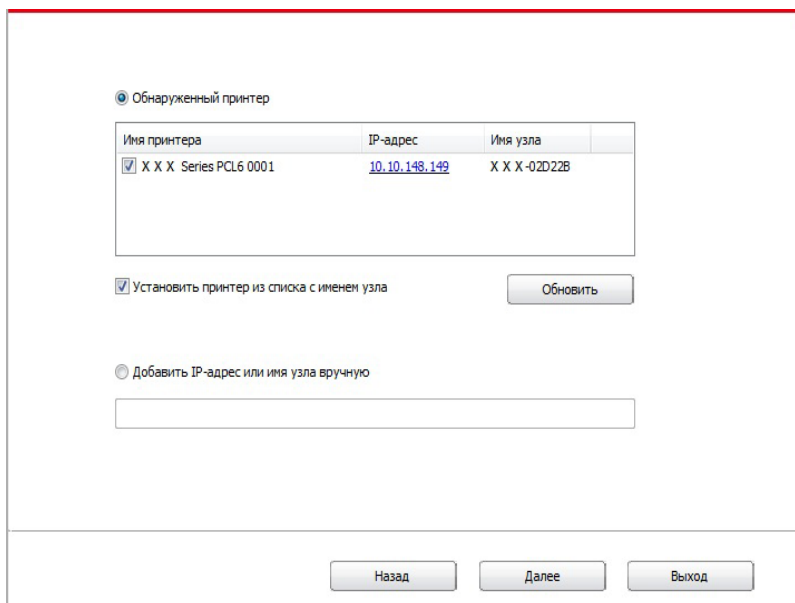 Обнаруженный принтер
Имя принтера IP-адрес Имя узла
X X X Series PCL6 0001 10.10.148.149 X X X-02D22B
Установить принтер из списка с именем узла Обновить
Добавить IP-адрес или имя узла вручную
Назад Далее Выход